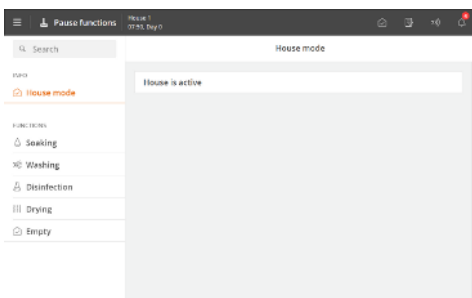 Pause functions
House 1
07:50, Day 0
Search
House mode
INFO
House mode
House is active
FUNCTIONS
Soaking
Washing
Disinfection
Drying
Empty